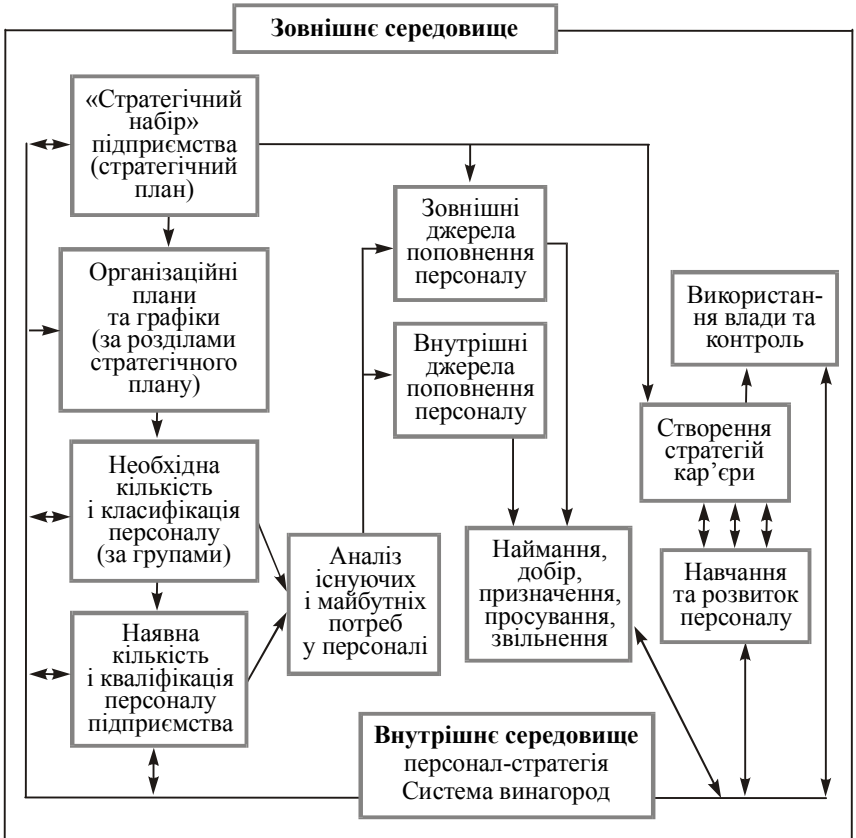 Зовнішнє середовище
«Стратегічний
набір»
підприємства
(стратегічний
план)
Організаційні
плани
та графіки
(за розділами
стратегічного
плану)
Необхідна
кількість
і класифікація
персоналу
(за групами)
Наявна
кількість
і кваліфікація
персоналу
підприємства
Аналіз
існуючих
і майбутніх
потреб
у персоналі
Зовнішні
джерела
поповнення
персоналу
Внутрішні
джерела
поповнення
персоналу
Наймання,
добір,
призначення,
просування,
звільнення
Використан-
ня влади та
контроль
Створення
стратегій
кар’єри
Навчання
та розвиток
персоналу
Внутрішнє середовище
персонал-стратегія
Система винагород